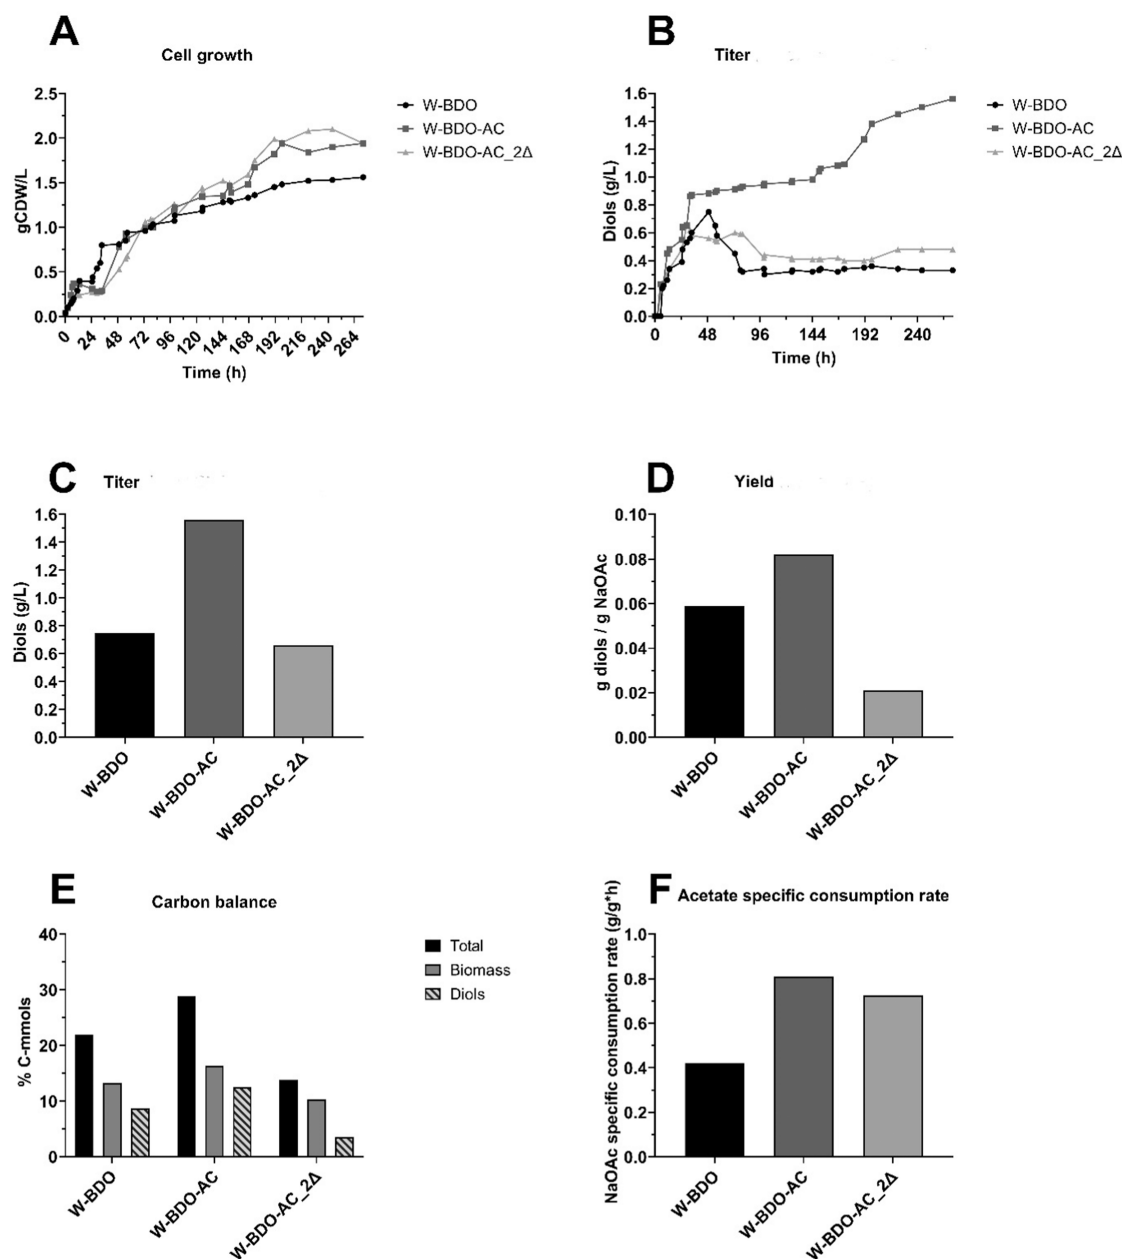 A
Cell growth
gCDW/L
2.5
2.0
1.5
1.0
0.5
0.0
0 24 48 72 96 120 144 168 192 216 240 264
Time (h)
W-BDO
W-BDO-AC
W-BDO-AC_2Δ
B
Titer
Diols (g/L)
1.6
1.4
1.2
1.0
0.8
0.6
0.4
0.2
0.0
0 48 96 144 192 240
Time (h)
W-BDO
W-BDO-AC
W-BDO-AC_2Δ
C
Titer
Diols (g/L)
1.6
1.4
1.2
1.0
0.8
0.6
0.4
0.2
0.0
W-BDO
W-BDO-AC
W-BDO-AC_2Δ
D
Yield
g diols / g NaOAc
0.10
0.08
0.06
0.04
0.02
0.00
W-BDO
W-BDO-AC
W-BDO-AC_2Δ
E
Carbon balance
% C-mmols
40
30
20
10
0
W-BDO
W-BDO-AC
W-BDO-AC_2Δ
Total
Biomass
Diols
F
Acetate specific consumption rate
NaOAc specific consumption rate (g/g*h)
1.0
0.8
0.6
0.4
0.2
0.0
W-BDO
W-BDO-AC
W-BDO-AC_2Δ